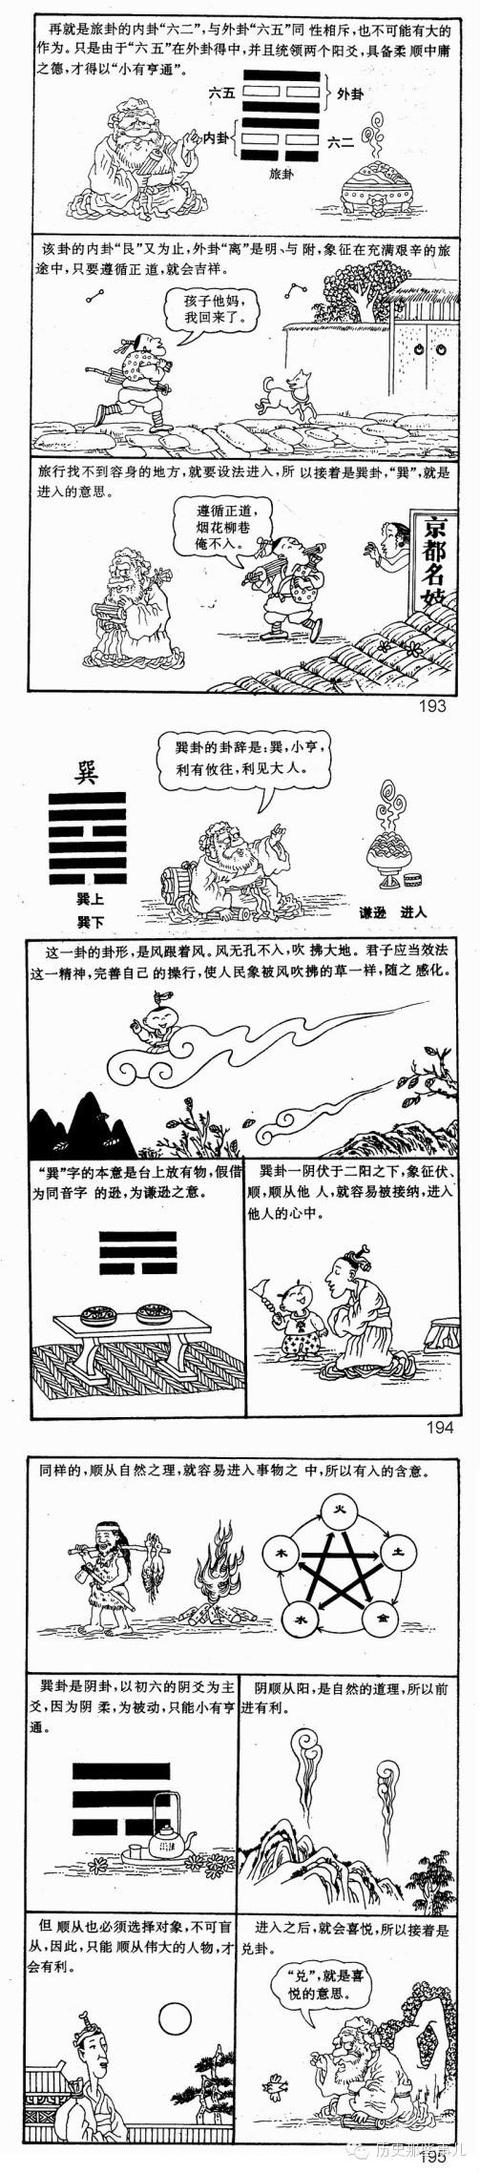 再就是旅卦的内卦“六二”,与外卦“六五”同 性相斥,也不可能有大的
作为。只是由于“六五”在外卦得中,并且统领两个阳爻,具备柔 顺中庸
之德,才得以“小有亨通”。
六五
外卦
内卦
六二
旅卦
该卦的内卦“艮”又为止,外卦“离”是明、与 附,象征在充满艰辛的旅
途中,只要遵循正 道,就会吉祥。
孩子他妈,
我回来了。
旅行找不到容身的地方,就要设法进入,所 以接着是巽卦,“巽”,就是
进入的意思。
遵循正道,
烟花柳巷
俺不入。
京都名妓
193
巽卦的卦辞是:巽,小亨,
利有攸往,利见大人。
巽
巽上
巽下
谦逊 进入
这一卦的卦形,是风跟着风。风无孔不入,吹 拂大地。君子应当效法
这一精神,完善自己 的操行,使人民象被风吹拂的草一样,随之 感化。
“巽”字的本意是台上放有物,假借
为同音字 的逊,为谦逊之意。
巽卦一阴伏于二阳之下,象征伏、
顺,顺从他 人,就容易被接纳,进入
他人的心中。
194
同样的,顺从自然之理,就容易进入事物之 中,所以有入的含意。
火
木
土
水
金
巽卦是阴卦,以初六的阴爻为主
爻,因为阴 柔,为被动,只能小有亨
通。
阴顺从阳,是自然的道理,所以前
进有利。
但 顺从也必须选择对象,不可盲
从,因此,只能 顺从伟大的人物,才
会有利。
进入之后,就会喜悦,所以接着是
兑卦。
“兑”,就是喜
悦的意思。
历史那些事儿
195